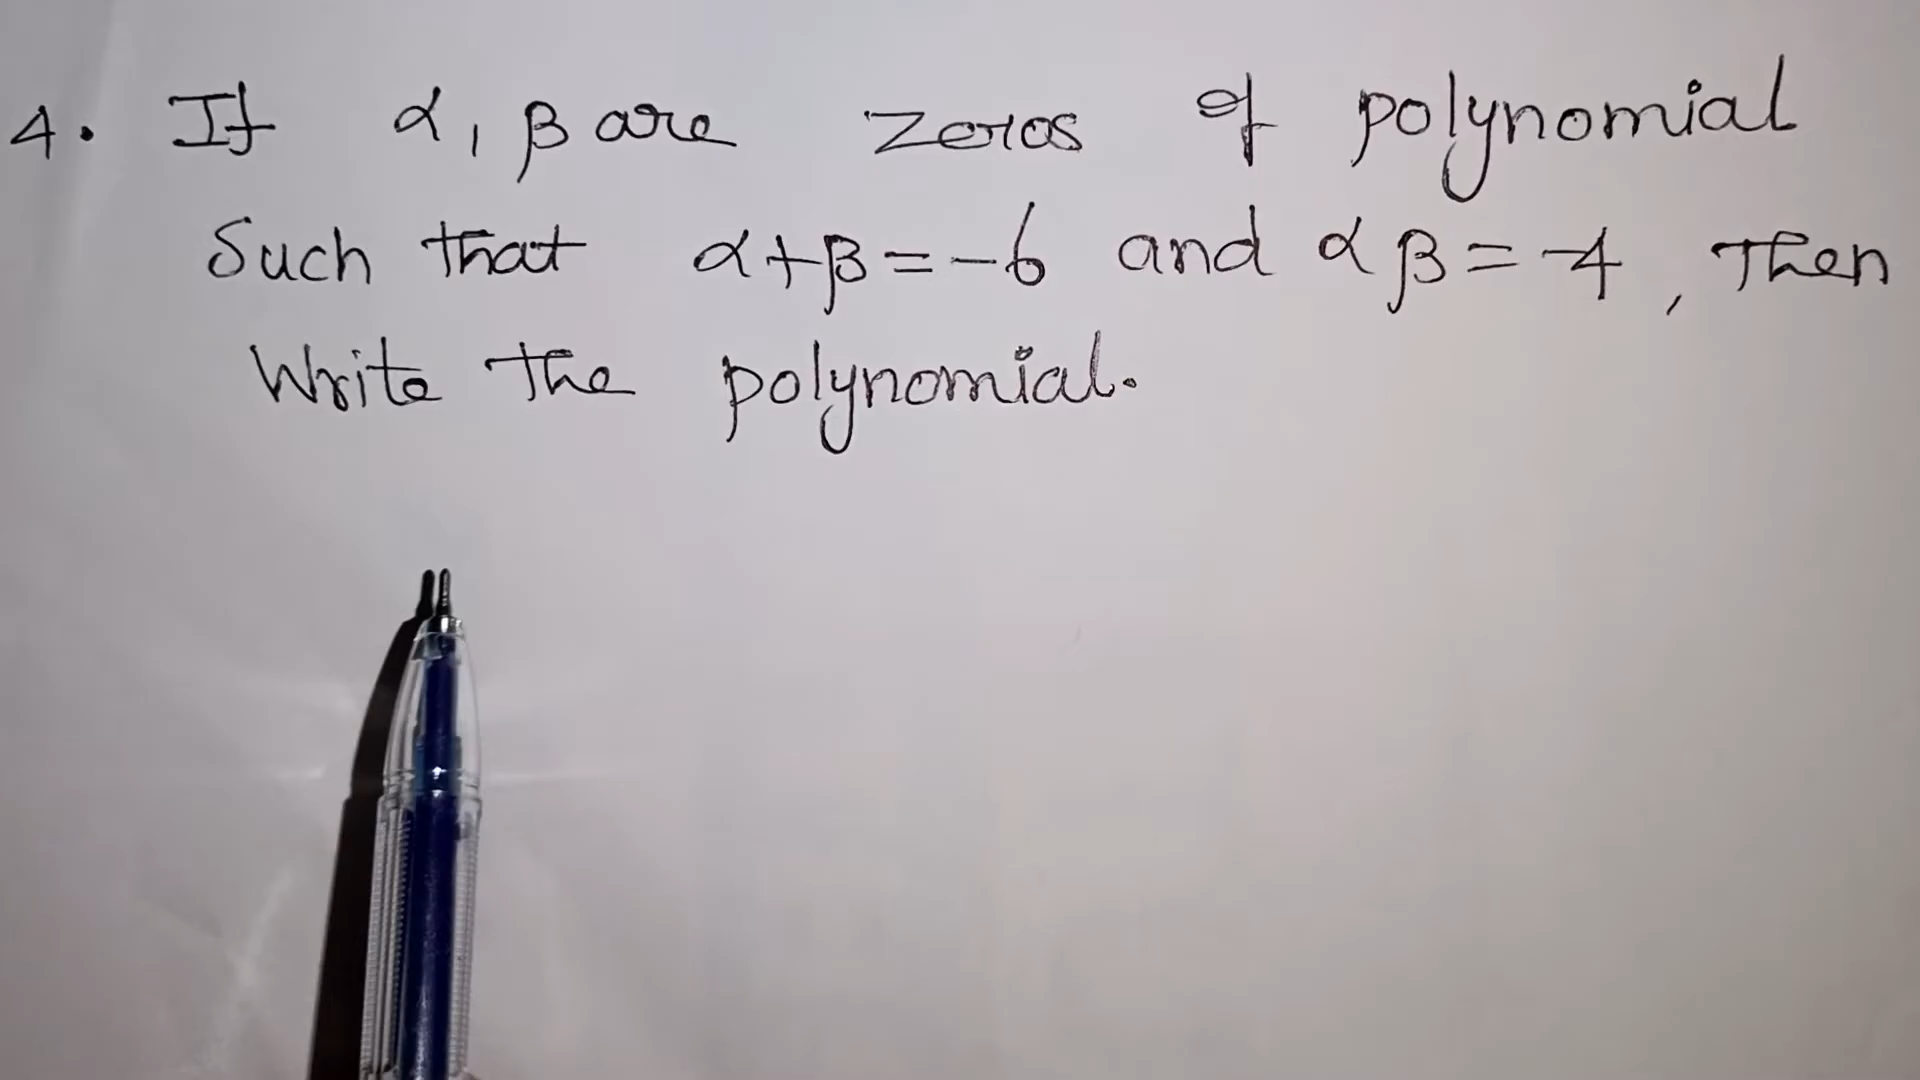 4. If α, β are zeros of polynomial
Such that α+β=-6 and αβ=-4, Then
Write the polynomial.